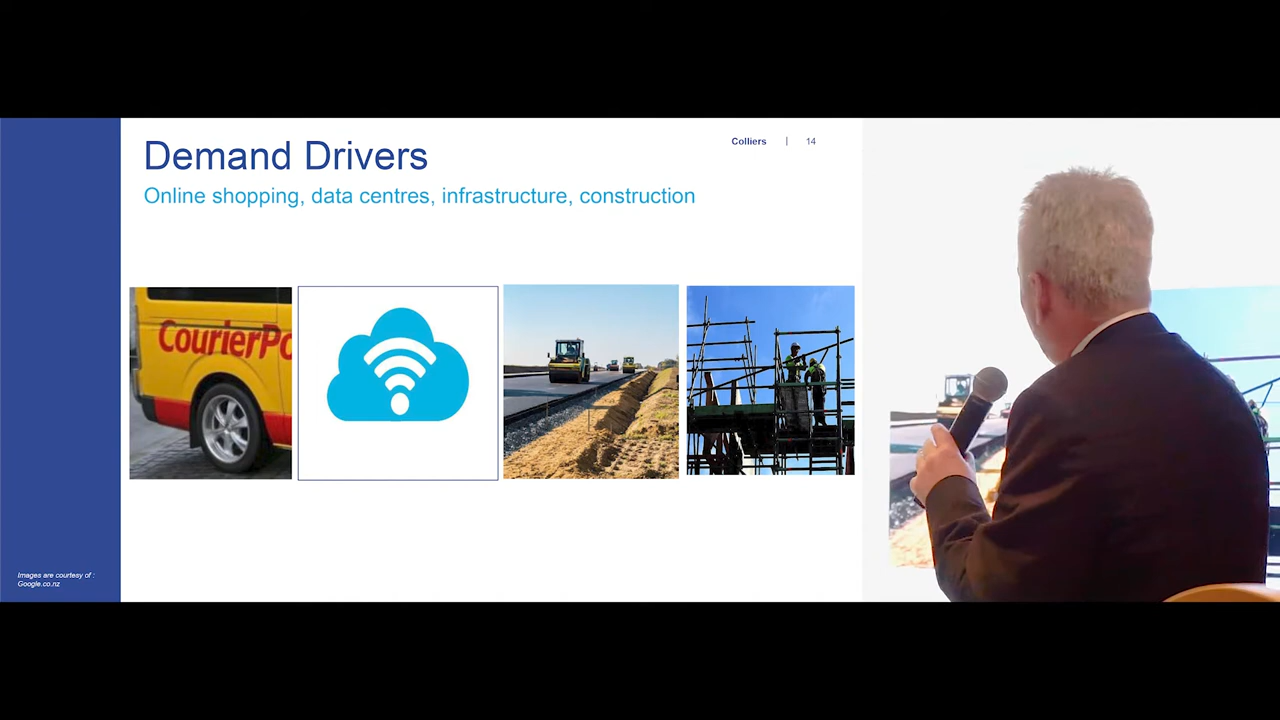 Demand Drivers
Colliers | 14
Online shopping, data centres, infrastructure, construction
CourierPo
Images are courtesy of :
Google.co.nz